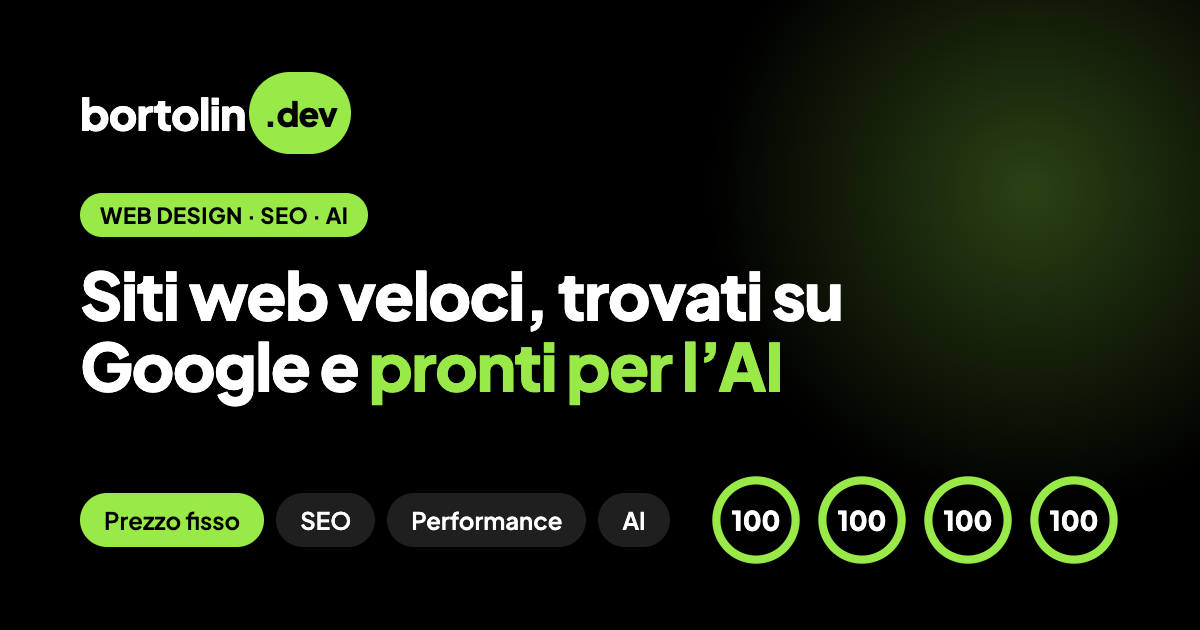 bortolin .dev
WEB DESIGN · SEO · AI
Siti web veloci, trovati su
Google e pronti per l’AI
Prezzo fisso SEO Performance AI 100 100 100 100